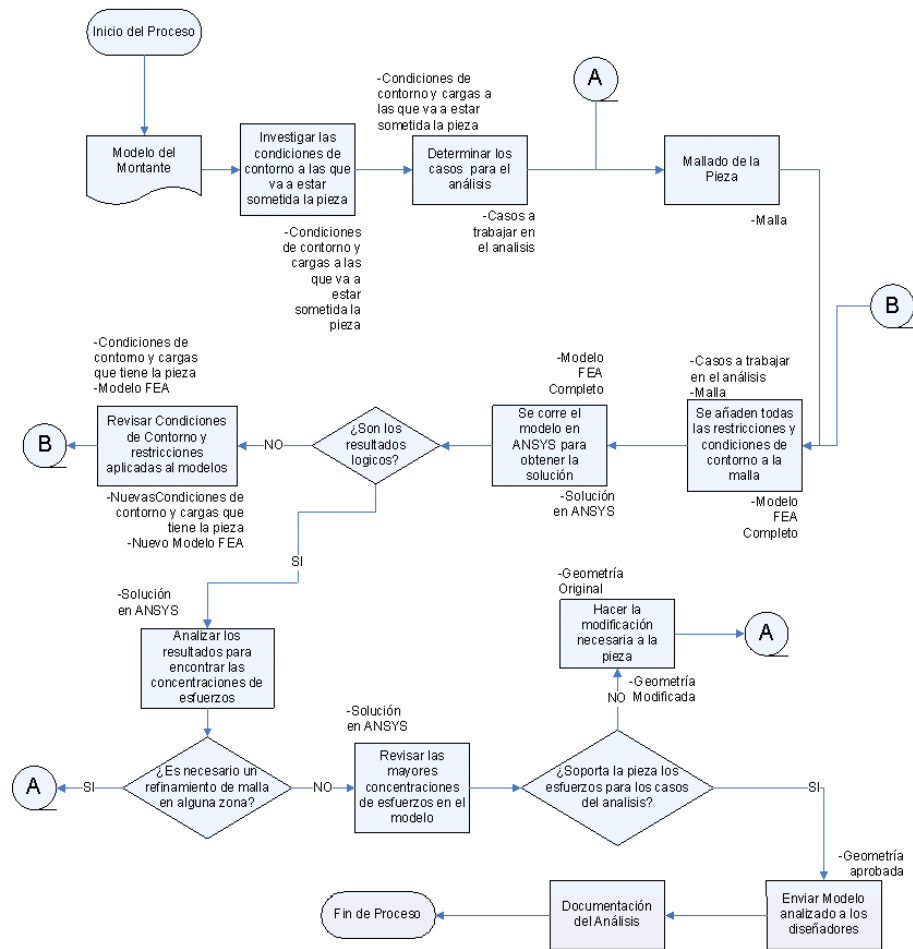 Inicio del Proceso
Modelo del
Montante
Investigar las
condiciones de
contorno a las que
va a estar
sometida la pieza
-Condiciones
de contorno y
cargas a las
que va a
estar
sometida la
pieza
-Condiciones de
contorno y cargas a
las que va a estar
sometida la pieza
Determinar los
casos para el
análisis
-Casos a
trabajar en
el analisis
A
Mallado de la
Pieza
-Malla
B
-Casos a trabajar
en el análisis
-Malla
Se añaden todas
las restricciones y
condiciones de
contorno a la
malla
-Modelo
FEA
Completo
-Modelo
FEA
Completo
Se corre el
modelo en
ANSYS para
obtener la
solución
-Solución
en ANSYS
¿Son los
resultados
logicos?
NO
SI
-Condiciones de
contorno y cargas
que tiene la pieza
-Modelo FEA
Revisar Condiciones
de Contorno y
restricciones
aplicadas al modelos
B
-NuevasCondiciones de
contorno y cargas que
tiene la pieza
-Nuevo Modelo FEA
-Solución
en ANSYS
Analizar los
resultados para
encontrar las
concentraciones de
esfuerzos
¿Es necesario un
refinamiento de malla
en alguna zona?
SI
A
NO
-Solución
en ANSYS
Revisar las
mayores
concentraciones
de esfuerzos en el
modelo
¿Soporta la pieza los
esfuerzos para los casos
del analisis?
NO
-Geometría
Original
Hacer la
modificación
necesaria a la
pieza
-Geometría
Modificada
A
SI
-Geometría
aprobada
Enviar Modelo
analizado a los
diseñadores
Documentación
del Análisis
Fin de Proceso